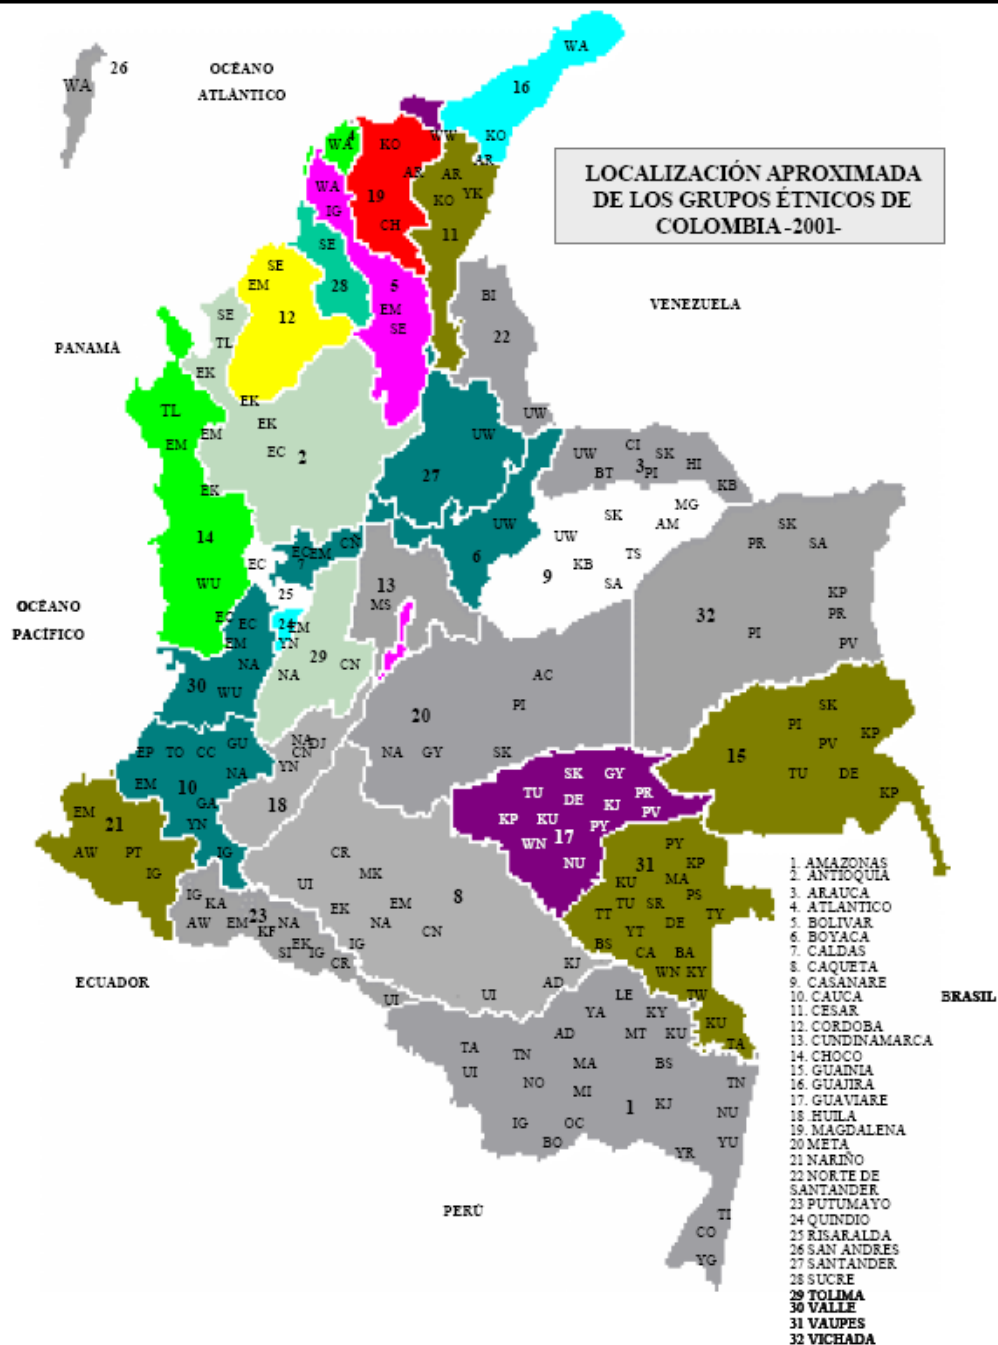 WA
26
OCÉANO
ATLÁNTICO
WA
16
KO
AR
WW
4
WA
KO
AR
19
CH
AR
KO
YK
11
LOCALIZACIÓN APROXIMADA
DE LOS GRUPOS ÉTNICOS DE
COLOMBIA -2001-
WA
IG
5
EM
SE
SE
28
SE
EM
12
BI
22
UW
VENEZUELA
PANAMÁ
SE
TL
EK
EK
EK
EM
EC
2
TL
EM
EK
14
WU
EC
UW
27
UW
BT
CI
SK
3
PI
HI
KB
UW
6
SK
MG
AM
UW
KB
TS
9
SA
SK
PR
SA
KP
PR
32
PI
PV
EC
EM
CN
7
EC
25
24
EM
YN
29
NA
CN
13
MS
OCÉANO
PACÍFICO
EC
EM
NA
30
WU
AC
20
PI
NA
GY
SK
SK
PI
KP
PV
15
TU
DE
KP
EP
TO
CC
GU
EM
NA
10
GA
YN
IG
NA
DJ
CN
YN
18
SK
GY
TU
DE
PR
KJ
PV
KP
KU
PY
WN
17
NU
EM
21
AW
PT
IG
PY
31
KP
KU
MA
PS
TU
SR
TT
DE
TY
YT
BS
CA
BA
WN
KY
TW
KU
TA
CR
MK
UI
8
EK
EM
NA
CN
IG
KJ
AD
UI
IG
KA
AW
EM
23
KF
NA
EK
SI
IG
CR
UI
ECUADOR
BRASIL
LE
YA
KY
AD
MT
KU
TA
TN
MA
BS
UI
NO
MI
TN
1
KJ
NU
IG
OC
BO
YU
YR
TI
CO
YG
PERÚ
1. AMAZONAS
2. ANTIOQUIA
3. ARAUCA
4. ATLANTICO
5. BOLIVAR
6. BOYACA
7. CALDAS
8. CAQUETA
9. CASANARE
10. CAUCA
11. CESAR
12. CORDOBA
13. CUNDINAMARCA
14. CHOCO
15. GUAINIA
16. GUAJIRA
17. GUAVIARE
18 .HUILA
19. MAGDALENA
20 META
21 NARIÑO
22 NORTE DE
SANTANDER
23 PUTUMAYO
24 QUINDIO
25 RISARALDA
26 SAN ANDRES
27 SANTANDER
28 SUCRE
29 TOLIMA
30 VALLE
31 VAUPES
32 VICHADA